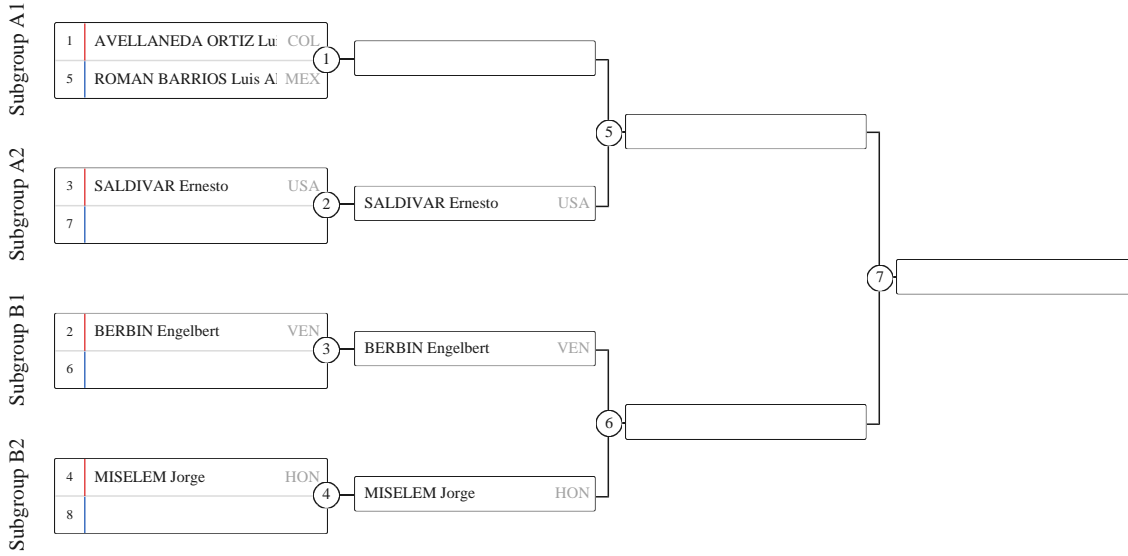 Subgroup A1
1 AVELLANEDA ORTIZ Lui COL
5 ROMAN BARRIOS Luis Al MEX
1
5
Subgroup A2
3 SALDIVAR Ernesto USA
7
2
SALDIVAR Ernesto USA
7
Subgroup B1
2 BERBIN Engelbert VEN
6
3
BERBIN Engelbert VEN
6
Subgroup B2
4 MISELEM Jorge HON
8
4
MISELEM Jorge HON